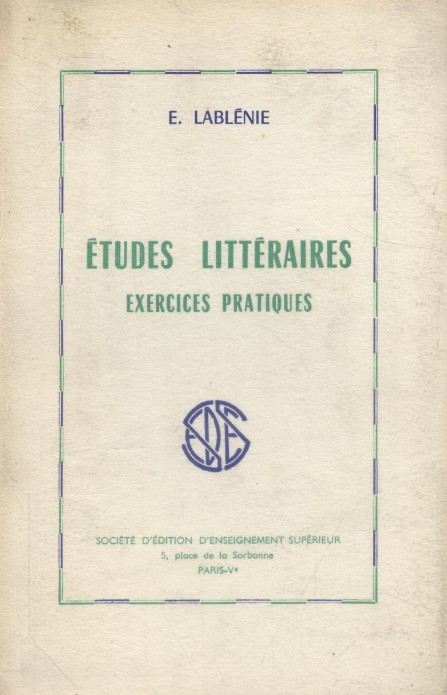 E. LABLÉNIE
ÉTUDES LITTÉRAIRES
EXERCICES PRATIQUES
SEDES
SOCIÉTÉ D'ÉDITION D'ENSEIGNEMENT SUPÉRIEUR
5, place de la Sorbonne
PARIS-Vᵉ